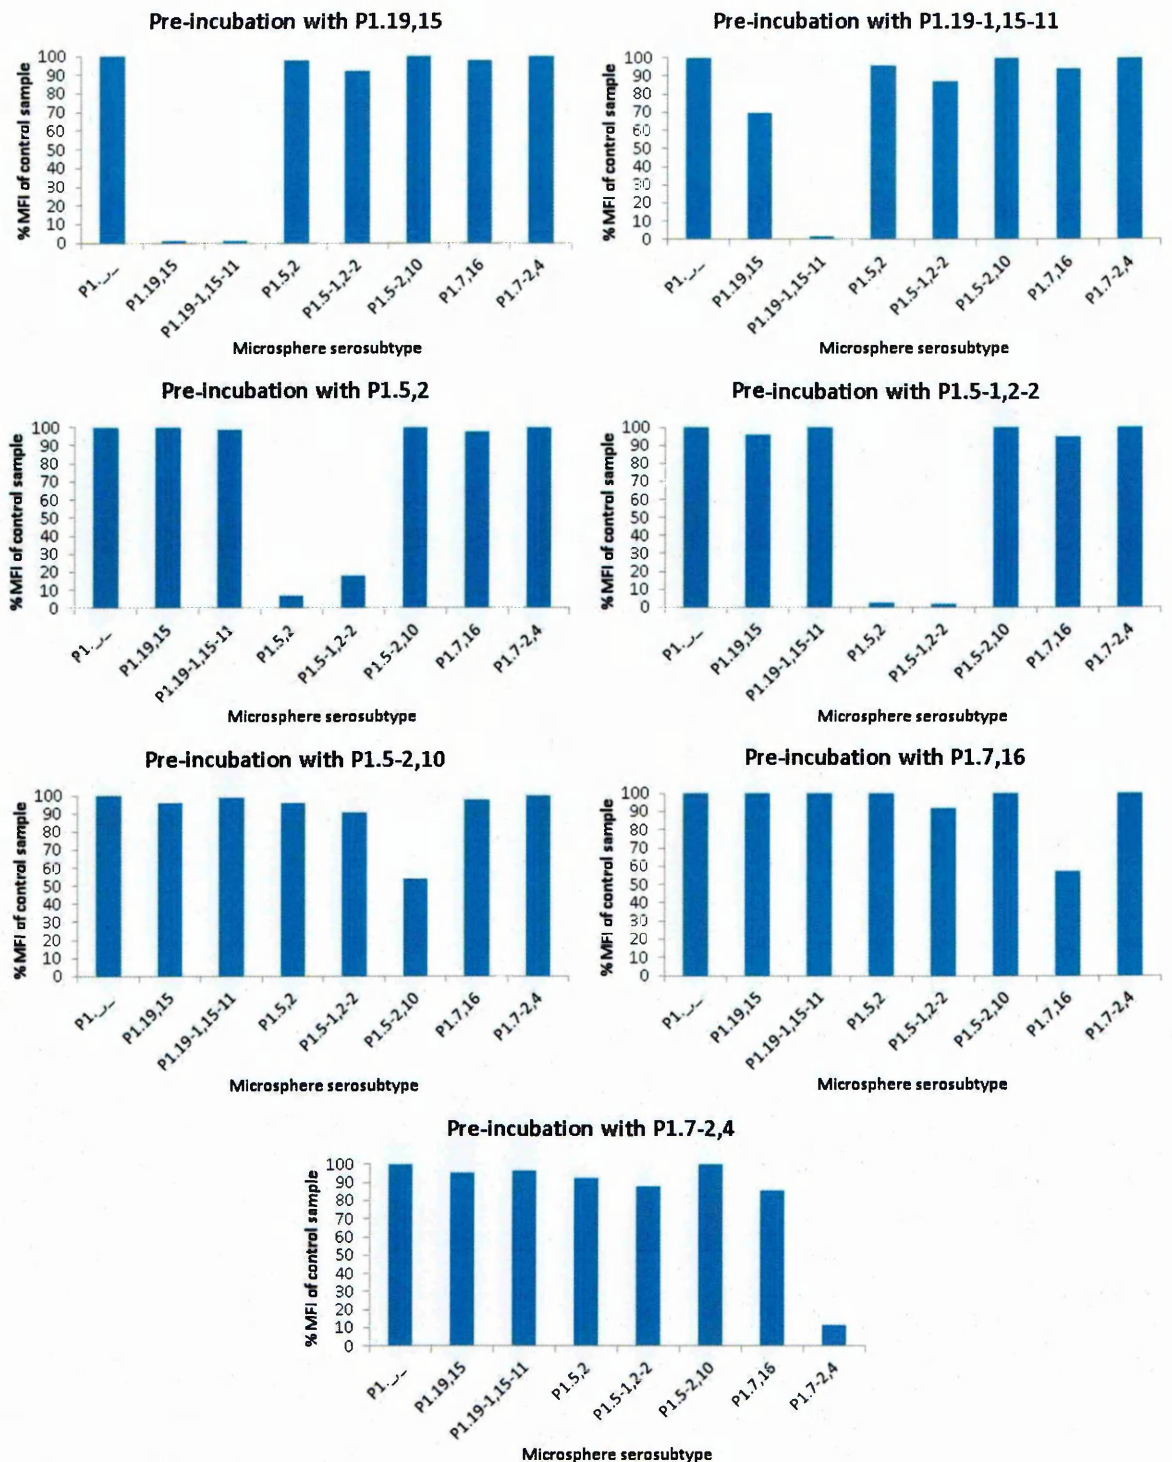 Pre-incubation with P1.19,15
%MFI of control sample
100
90
80
70
60
50
40
30
20
10
0
P1._,_
P1.19,15
P1.19-1,15-11
P1.5,2
P1.5-1,2-2
P1.5-2,10
P1.7,16
P1.7-2,4
Microsphere serosubtype
Pre-incubation with P1.19-1,15-11
%MFI of control sample
100
90
80
70
60
50
40
30
20
10
0
P1._,_
P1.19,15
P1.19-1,15-11
P1.5,2
P1.5-1,2-2
P1.5-2,10
P1.7,16
P1.7-2,4
Microsphere serosubtype
Pre-incubation with P1.5,2
%MFI of control sample
100
90
80
70
60
50
40
30
20
10
0
P1._,_
P1.19,15
P1.19-1,15-11
P1.5,2
P1.5-1,2-2
P1.5-2,10
P1.7,16
P1.7-2,4
Microsphere serosubtype
Pre-incubation with P1.5-1,2-2
%MFI of control sample
100
90
80
70
60
50
40
30
20
10
0
P1._,_
P1.19,15
P1.19-1,15-11
P1.5,2
P1.5-1,2-2
P1.5-2,10
P1.7,16
P1.7-2,4
Microsphere serosubtype
Pre-incubation with P1.5-2,10
%MFI of control sample
100
90
80
70
60
50
40
30
20
10
0
P1._,_
P1.19,15
P1.19-1,15-11
P1.5,2
P1.5-1,2-2
P1.5-2,10
P1.7,16
P1.7-2,4
Microsphere serosubtype
Pre-incubation with P1.7,16
%MFI of control sample
100
90
80
70
60
50
40
30
20
10
0
P1._,_
P1.19,15
P1.19-1,15-11
P1.5,2
P1.5-1,2-2
P1.5-2,10
P1.7,16
P1.7-2,4
Microsphere serosubtype
Pre-incubation with P1.7-2,4
%MFI of control sample
100
90
80
70
60
50
40
30
20
10
0
P1._,_
P1.19,15
P1.19-1,15-11
P1.5,2
P1.5-1,2-2
P1.5-2,10
P1.7,16
P1.7-2,4
Microsphere serosubtype